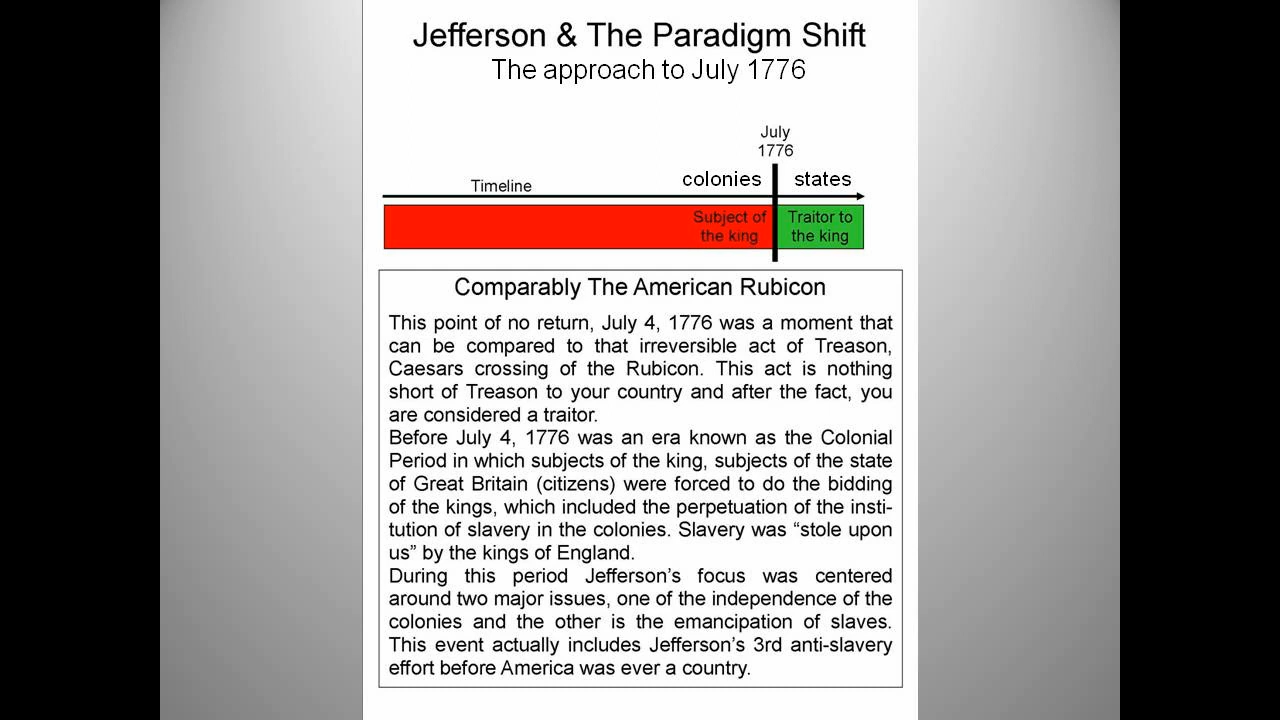 Jefferson & The Paradigm Shift
The approach to July 1776
July
1776
Timeline
colonies
states
Subject of
the king
Traitor to
the king
Comparably The American Rubicon
This point of no return, July 4, 1776 was a moment that
can be compared to that irreversible act of Treason,
Caesars crossing of the Rubicon. This act is nothing
short of Treason to your country and after the fact, you
are considered a traitor.
Before July 4, 1776 was an era known as the Colonial
Period in which subjects of the king, subjects of the state
of Great Britain (citizens) were forced to do the bidding
of the kings, which included the perpetuation of the insti-
tution of slavery in the colonies. Slavery was “stole upon
us” by the kings of England.
During this period Jefferson’s focus was centered
around two major issues, one of the independence of the
colonies and the other is the emancipation of slaves.
This event actually includes Jefferson’s 3rd anti-slavery
effort before America was ever a country.